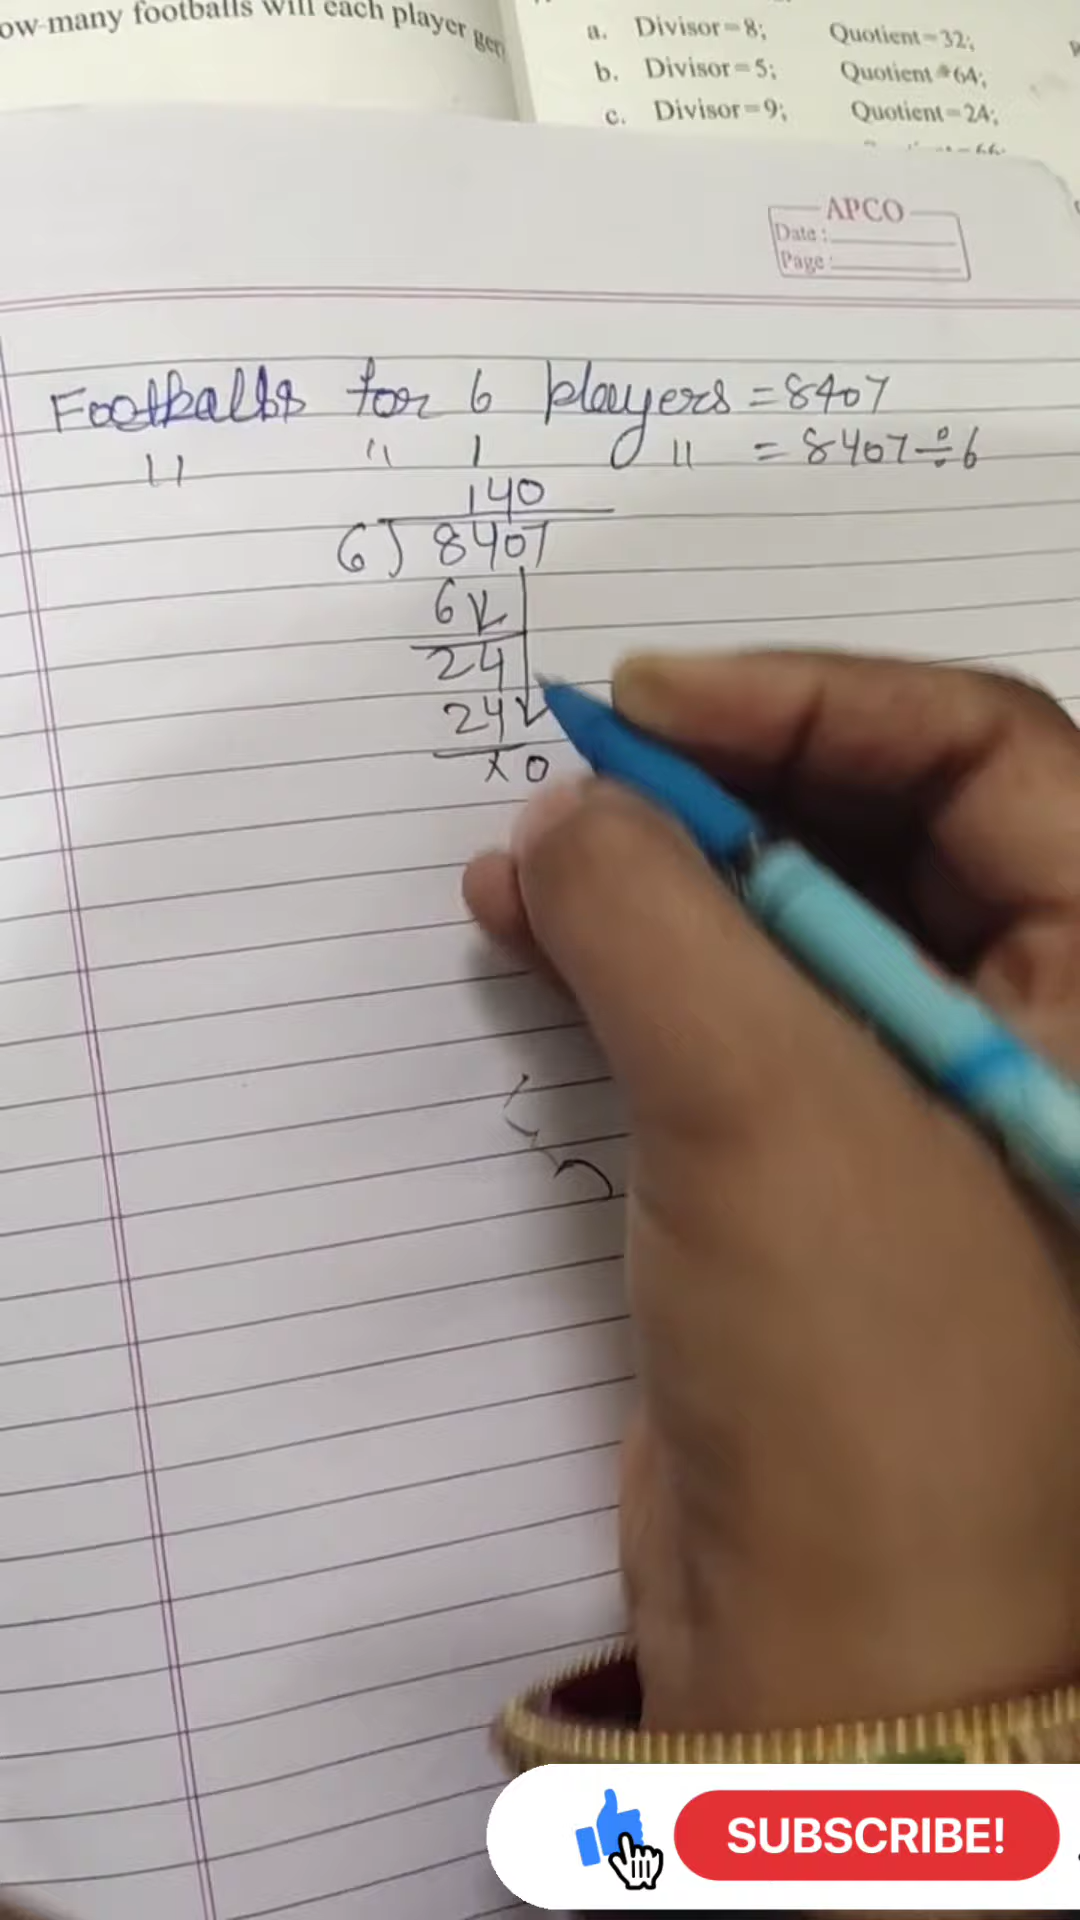 ow many footballs will each player get
a. Divisor=8; Quotient=32;
b. Divisor=5; Quotient=64;
c. Divisor=9; Quotient=24;
APCO
Date :
Page :
Footballs for 6 players = 8407
" " 1 " = 8407 ÷ 6
140
6) 8407
6
24
24
x 0
SUBSCRIBE!